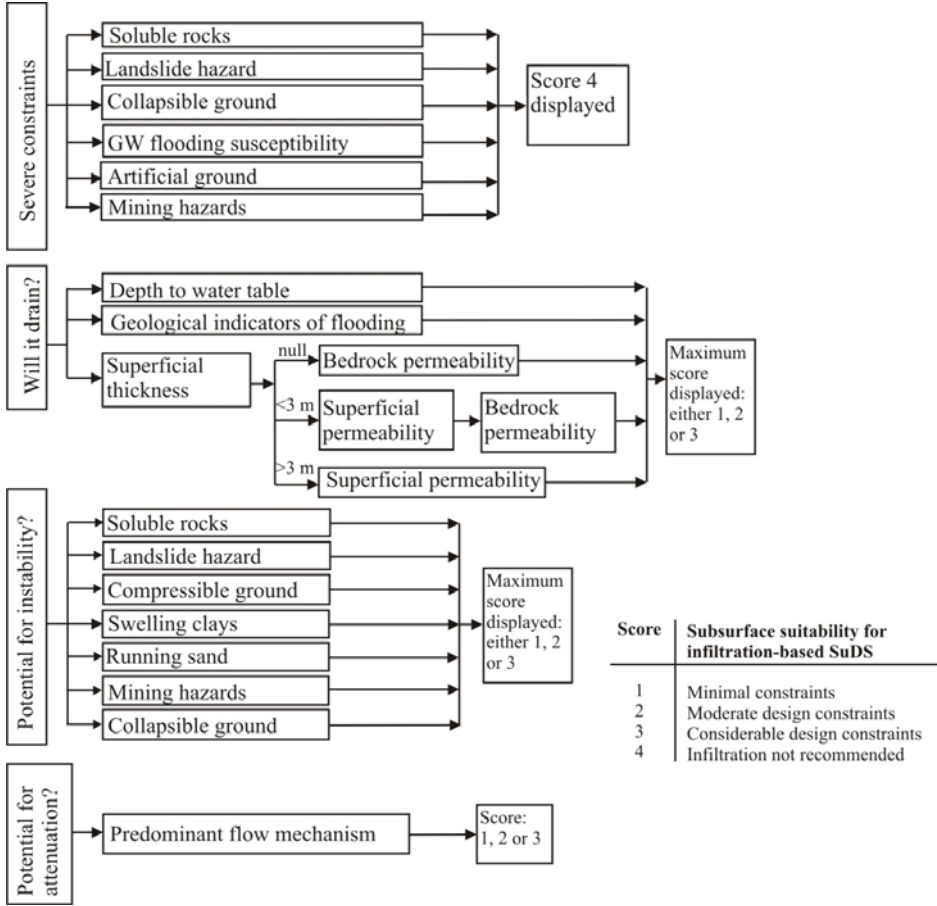 Severe constraints
Soluble rocks
Landslide hazard
Collapsible ground
GW flooding susceptibility
Artificial ground
Mining hazards
Score 4
displayed
Will it drain?
Depth to water table
Geological indicators of flooding
Superficial
thickness
null
Bedrock permeability
<3 m
Superficial
permeability
Bedrock
permeability
>3 m
Superficial permeability
Maximum
score
displayed:
either 1, 2
or 3
Potential for instability?
Soluble rocks
Landslide hazard
Compressible ground
Swelling clays
Running sand
Mining hazards
Collapsible ground
Maximum
score
displayed:
either 1, 2
or 3
Score Subsurface suitability for
infiltration-based SuDS
1 Minimal constraints
2 Moderate design constraints
3 Considerable design constraints
4 Infiltration not recommended
Potential for
attenuation?
Predominant flow mechanism
Score:
1, 2 or 3